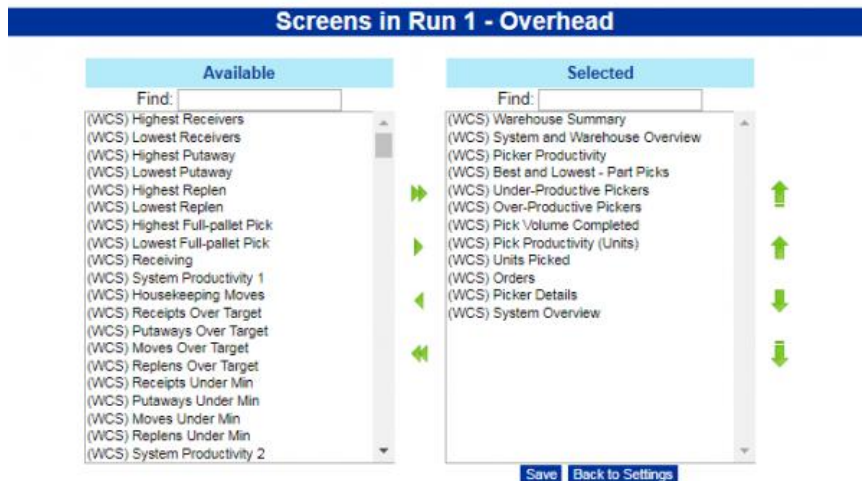 Screens in Run 1 - Overhead
Available
Find:
(WCS) Highest Receivers
(WCS) Lowest Receivers
(WCS) Highest Putaway
(WCS) Lowest Putaway
(WCS) Highest Replen
(WCS) Lowest Replen
(WCS) Highest Full-pallet Pick
(WCS) Lowest Full-pallet Pick
(WCS) Receiving
(WCS) System Productivity 1
(WCS) Housekeeping Moves
(WCS) Receipts Over Target
(WCS) Putaways Over Target
(WCS) Moves Over Target
(WCS) Replens Over Target
(WCS) Receipts Under Min
(WCS) Putaways Under Min
(WCS) Moves Under Min
(WCS) Replens Under Min
(WCS) System Productivity 2
Selected
Find:
(WCS) Warehouse Summary
(WCS) System and Warehouse Overview
(WCS) Picker Productivity
(WCS) Best and Lowest - Part Picks
(WCS) Under-Productive Pickers
(WCS) Over-Productive Pickers
(WCS) Pick Volume Completed
(WCS) Pick Productivity (Units)
(WCS) Units Picked
(WCS) Orders
(WCS) Picker Details
(WCS) System Overview
Save Back to Settings